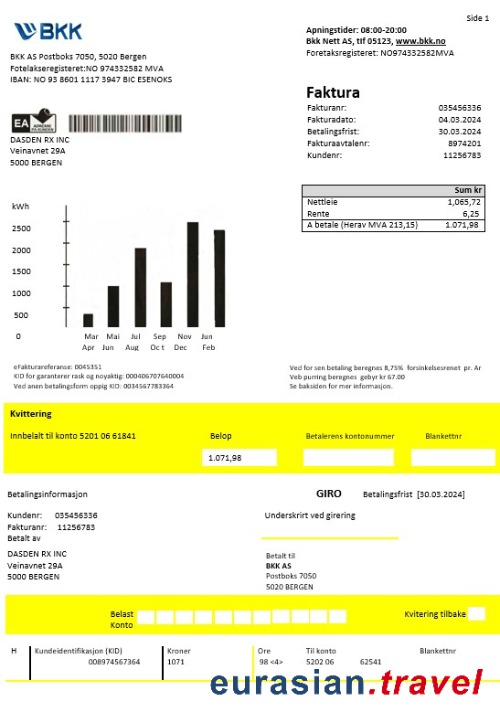 Side 1
BKK
Apningstider: 08:00-20:00
Bkk Nett AS, tlf 05123, www.bkk.no
Foretaksregisteret: NO974332582MVA
BKK AS Postboks 7050, 5020 Bergen
Fotelakseregisteret:NO 974332582 MVA
IBAN: NO 93 8601 1117 3947 BIC ESENOKS
Faktura
Fakturanr: 035456336
Fakturadato: 04.03.2024
Betalingsfrist: 30.03.2024
Fakturaavtalenr: 8974201
Kundenr: 11256783
EA
DASDEN RX INC
Veinavnet 29A
5000 BERGEN
Sum kr
Nettleie 1,065,72
Rente 6,25
A betale (Herav MVA 213,15) 1.071,98
kWh
2500
2000
1500
1000
500
0
Mar Mai Jul Sep Nov Jun
Apr Jun Aug Oc t Dec Feb
eFakturareferanse: 0045351
KID for garanterer rask og noyaktig: 000406707640004
Ved anen betalingsform oppig KID: 0034567783364
Ved for sen betaling beregnes 8,75% forsinkelsesrenet pr. Ar
Veb purring beregnes gebyr kr 67.00
Se baksiden for mer informasjon.
Kvittering
Innbelalt til konto 5201 06 61841
Belop
Betalerens kontonummer
Blankettnr
1.071,98
Betalingsinformasjon
GIRO Betalingsfrist [30.03.2024]
Kundenr: 035456336
Fakturanr: 11256783
Betalt av
Underskrirt ved girering
DASDEN RX INC
Veinavnet 29A
5000 BERGEN
Betalt til
BKK AS
Postboks 7050
5020 BERGEN
Belast
Konto
Kvitering tilbake
H Kundeidentifikasjon (KID) Kroner Ore Til konto Blankettnr
008974567364 1071 98 <4> 5202 06 62541
eurasian.travel